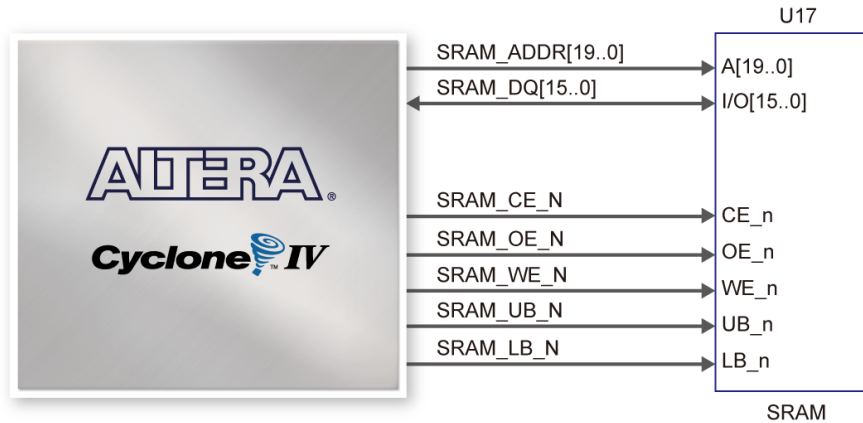 U17
SRAM_ADDR[19..0]
A[19..0]
SRAM_DQ[15..0]
I/O[15..0]
ALTERA®
Cyclone™ IV
SRAM_CE_N
CE_n
SRAM_OE_N
OE_n
SRAM_WE_N
WE_n
SRAM_UB_N
UB_n
SRAM_LB_N
LB_n
SRAM